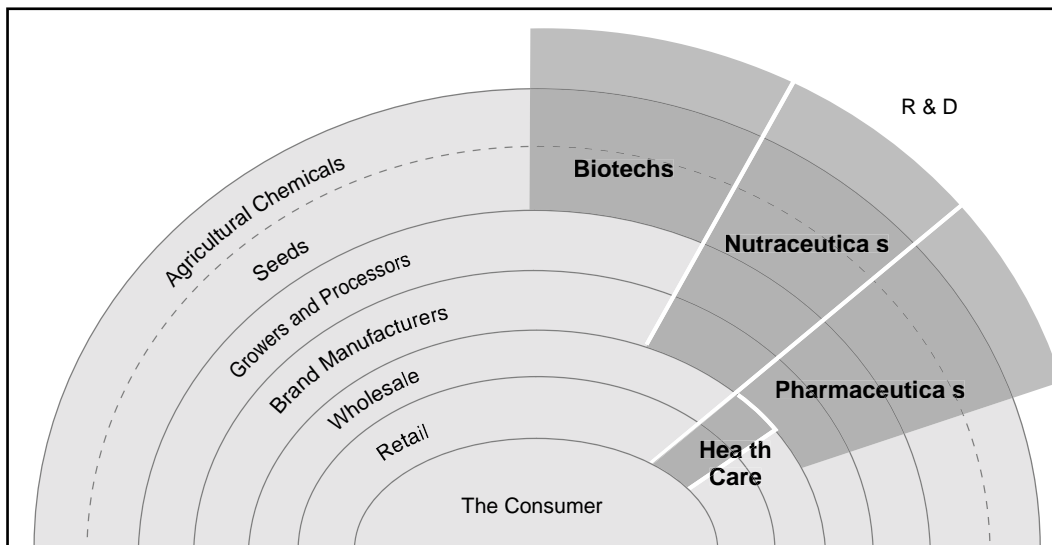 R & D
Biotechs
Agricultural Chemicals
Nutraceutica s
Seeds
Growers and Processors
Brand Manufacturers
Pharmaceutica s
Wholesale
Retail
Hea th
Care
The Consumer